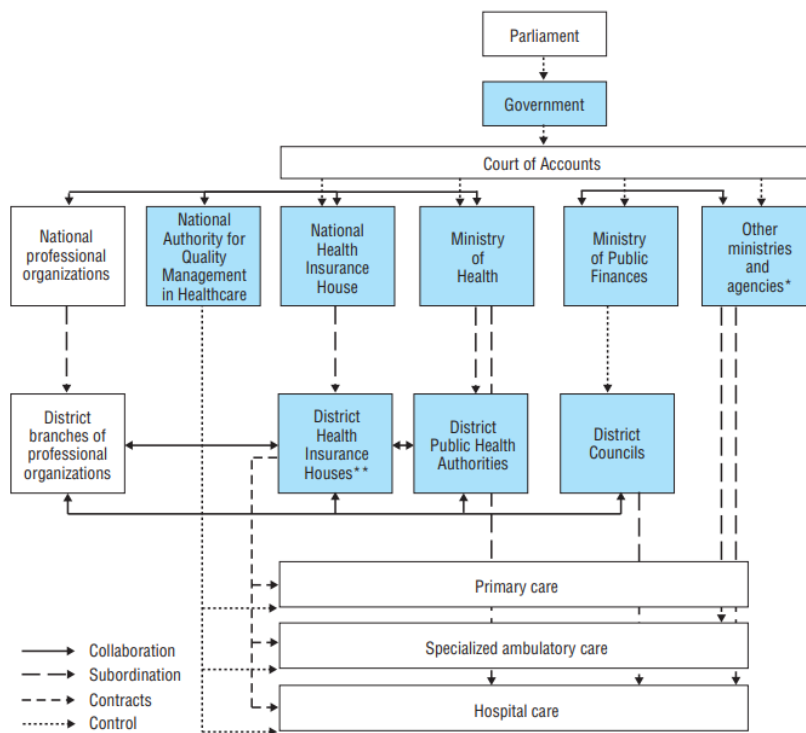 Parliament
Government
Court of Accounts
National
professional
organizations
National
Authority for
Quality
Management
in Healthcare
National
Health
Insurance
House
Ministry
of
Health
Ministry
of Public
Finances
Other
ministries
and
agencies*
District
branches of
professional
organizations
District
Health
Insurance
Houses**
District
Public Health
Authorities
District
Councils
Primary care
Specialized ambulatory care
Hospital care
Collaboration
Subordination
Contracts
Control